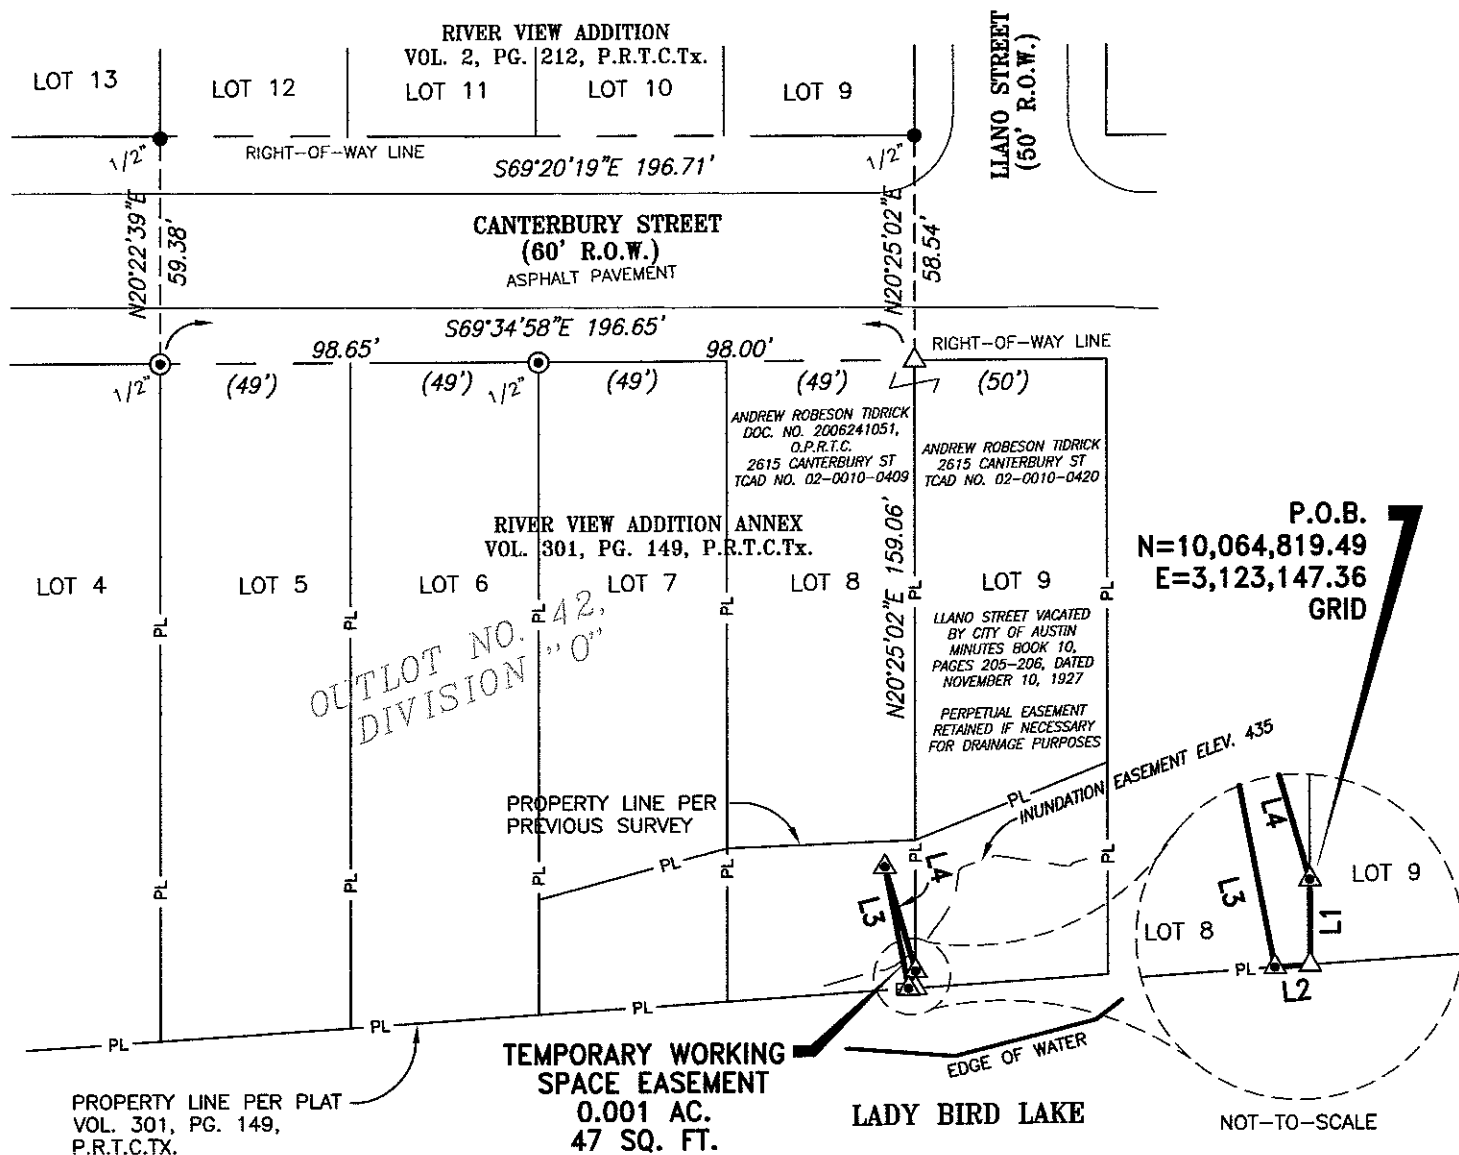 RIVER VIEW ADDITION
VOL. 2, PG. 212, P.R.T.C.Tx.
LLANO STREET
(50' R.O.W.)
LOT 13
LOT 12
LOT 11
LOT 10
LOT 9
1/2"
RIGHT-OF-WAY LINE
1/2"
S69°20'19"E 196.71'
N20°22'39"E
59.38'
CANTERBURY STREET
(60' R.O.W.)
ASPHALT PAVEMENT
N20°25'02"E
58.54'
S69°34'58"E 196.65'
98.65'
98.00'
RIGHT-OF-WAY LINE
1/2"
(49')
(49')
1/2"
(49')
(49')
(50')
ANDREW ROBESON TIDRICK
DOC. NO. 2006241051,
O.P.R.T.C.
2615 CANTERBURY ST
TCAD NO. 02-0010-0409
ANDREW ROBESON TIDRICK
2615 CANTERBURY ST
TCAD NO. 02-0010-0420
RIVER VIEW ADDITION ANNEX
VOL. 301, PG. 149, P.R.T.C.Tx.
N20°25'02"E 159.06'
P.O.B.
N=10,064,819.49
E=3,123,147.36
GRID
LOT 4
LOT 5
LOT 6
LOT 7
LOT 8
LOT 9
PL
PL
PL
PL
PL
PL
OUTLOT NO. 42,
DIVISION "O"
LLANO STREET VACATED
BY CITY OF AUSTIN
MINUTES BOOK 10,
PAGES 205-206, DATED
NOVEMBER 10, 1927
PERPETUAL EASEMENT
RETAINED IF NECESSARY
FOR DRAINAGE PURPOSES
INUNDATION EASEMENT ELEV. 435
PL
PROPERTY LINE PER
PREVIOUS SURVEY
PL
PL
PL
PL
PL
PL
PL
PL
L4
L3
L4
L3
L1
L2
LOT 9
LOT 8
PL
PL
PL
PL
TEMPORARY WORKING
SPACE EASEMENT
0.001 AC.
47 SQ. FT.
EDGE OF WATER
LADY BIRD LAKE
NOT-TO-SCALE
PROPERTY LINE PER PLAT
VOL. 301, PG. 149,
P.R.T.C.TX.